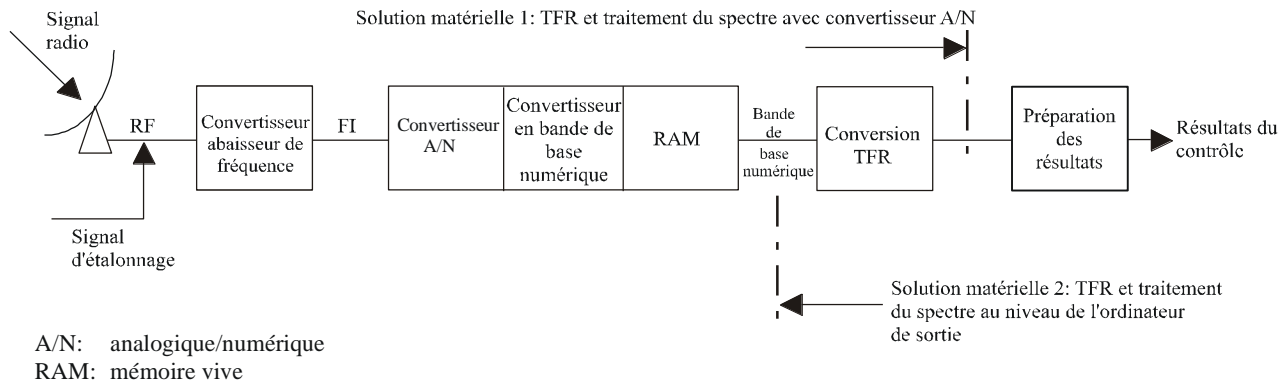 Solution matérielle 1: TFR et traitement du spectre avec convertisseur A/N
Signal
radio
RF
Convertisseur
abaisseur de
fréquence
FI
Convertisseur
A/N
Convertisseur
en bande de
base
numérique
RAM
Bande
de
base
numérique
Conversion
TFR
Préparation
des
résultats
Résultats du
contrôle
Signal
d'étalonnage
Solution matérielle 2: TFR et traitement
du spectre au niveau de l'ordinateur
de sortie
A/N: analogique/numérique
RAM: mémoire vive